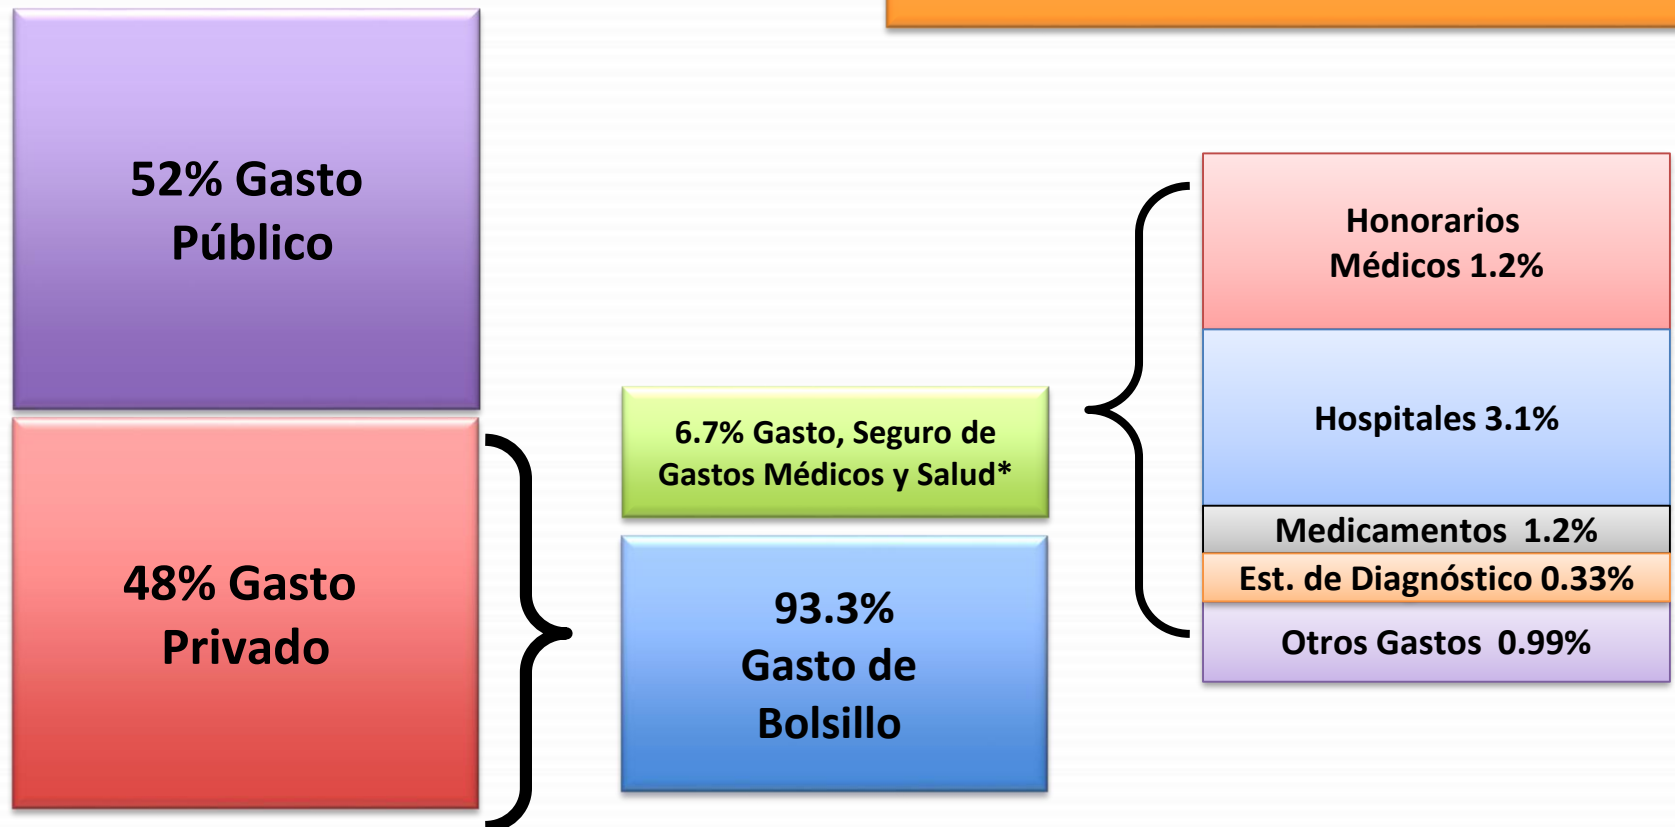 52% Gasto
Público
48% Gasto
Privado
6.7% Gasto, Seguro de
Gastos Médicos y Salud*
93.3%
Gasto de
Bolsillo
Honorarios
Médicos 1.2%
Hospitales 3.1%
Medicamentos 1.2%
Est. de Diagnóstico 0.33%
Otros Gastos 0.99%